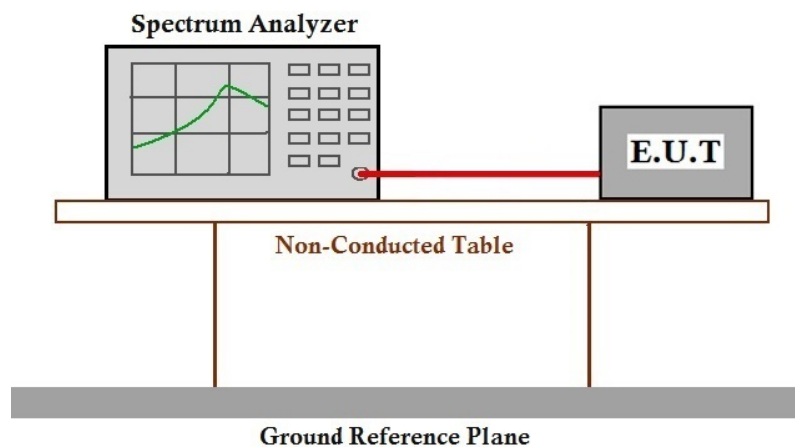 Spectrum Analyzer
E.U.T
Non-Conducted Table
Ground Reference Plane